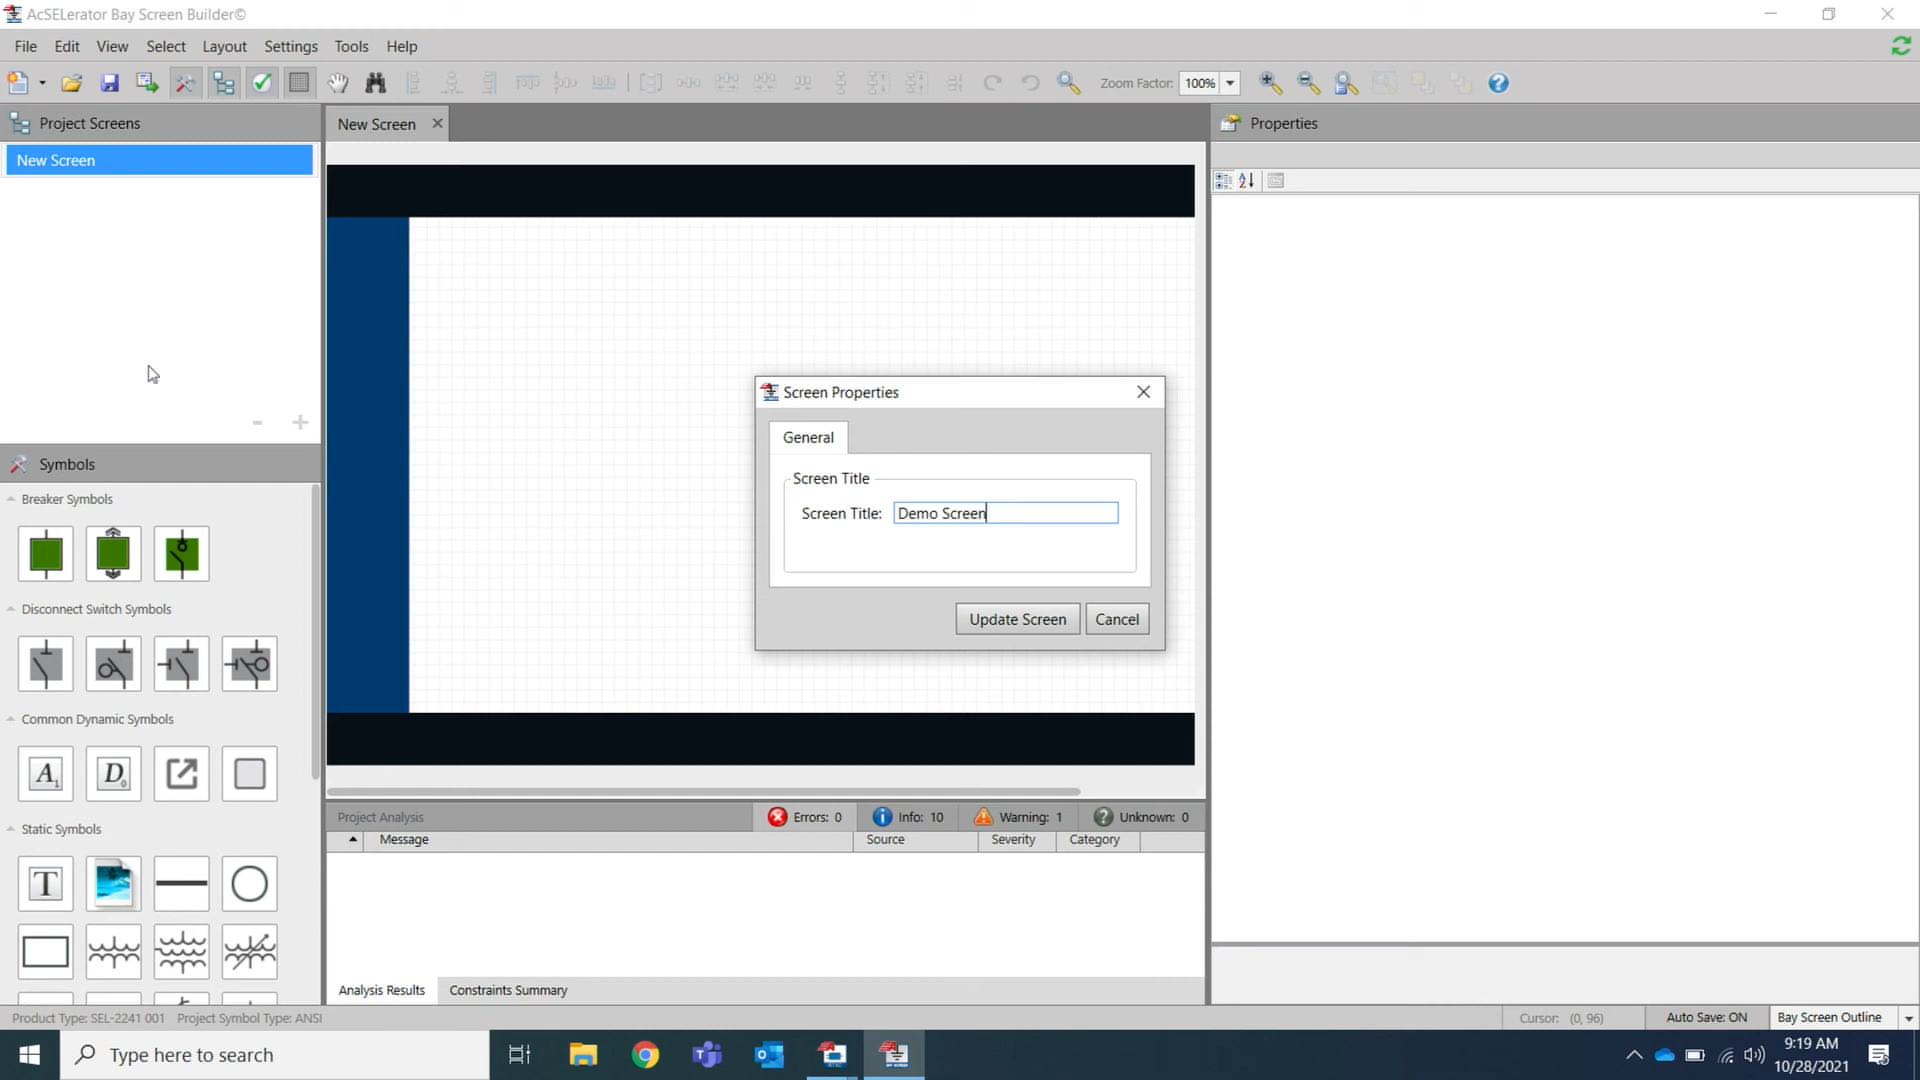 AcSELerator Bay Screen Builder©
File Edit View Select Layout Settings Tools Help
Zoom Factor: 100%
Project Screens
New Screen
New Screen
Properties
Screen Properties
General
Screen Title
Screen Title: Demo Screen
Update Screen Cancel
Symbols
Breaker Symbols
Disconnect Switch Symbols
Common Dynamic Symbols
A1 D0
Static Symbols
T
Project Analysis Errors: 0 Info: 10 Warning: 1 Unknown: 0
Message Source Severity Category
Analysis Results Constraints Summary
Product Type: SEL-2241 001 Project Symbol Type: ANSI Cursor: (0, 96) Auto Save: ON Bay Screen Outline
Type here to search
9:19 AM
10/28/2021